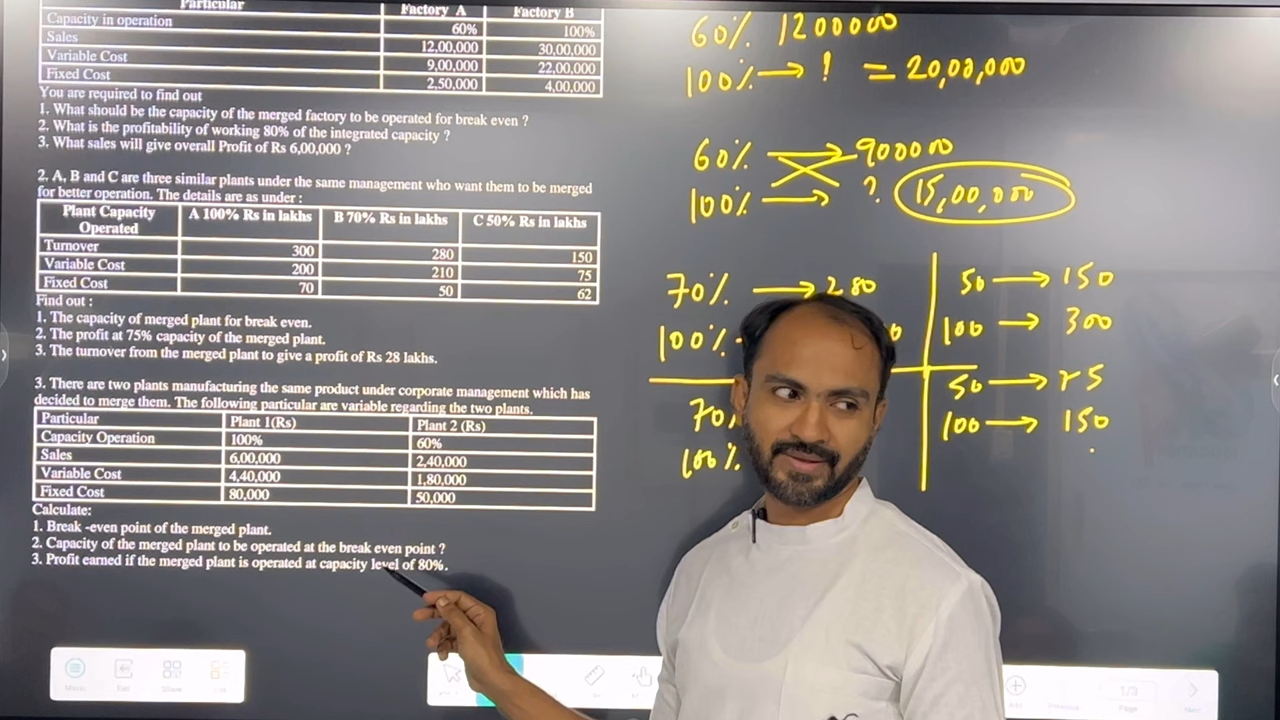 Particular Factory A Factory B
Capacity in operation 60% 100%
Sales 12,00,000 30,00,000
Variable Cost 9,00,000 22,00,000
Fixed Cost 2,50,000 4,00,000
You are required to find out
1. What should be the capacity of the merged factory to be operated for break even ?
2. What is the profitability of working 80% of the integrated capacity ?
3. What sales will give overall Profit of Rs 6,00,000 ?
2. A, B and C are three similar plants under the same management who want them to be merged
for better operation. The details are as under :
Plant Capacity Operated A 100% Rs in lakhs B 70% Rs in lakhs C 50% Rs in lakhs
Turnover 300 280 150
Variable Cost 200 210 75
Fixed Cost 70 50 62
Find out :
1. The capacity of merged plant for break even.
2. The profit at 75% capacity of the merged plant.
3. The turnover from the merged plant to give a profit of Rs 28 lakhs.
3. There are two plants manufacturing the same product under corporate management which has
decided to merge them. The following particular are variable regarding the two plants.
Particular Plant 1(Rs) Plant 2 (Rs)
Capacity Operation 100% 60%
Sales 6,00,000 2,40,000
Variable Cost 4,40,000 1,80,000
Fixed Cost 80,000 50,000
Calculate:
1. Break -even point of the merged plant.
2. Capacity of the merged plant to be operated at the break even point ?
3. Profit earned if the merged plant is operated at capacity level of 80%.
60% 1200000
100% → ? = 20,00,000
60% → 900000
100% → ? 15,00,000
70% → 280
100%
70%
100%
50 → 150
100 → 300
50 → 75
100 → 150
1/3
Page